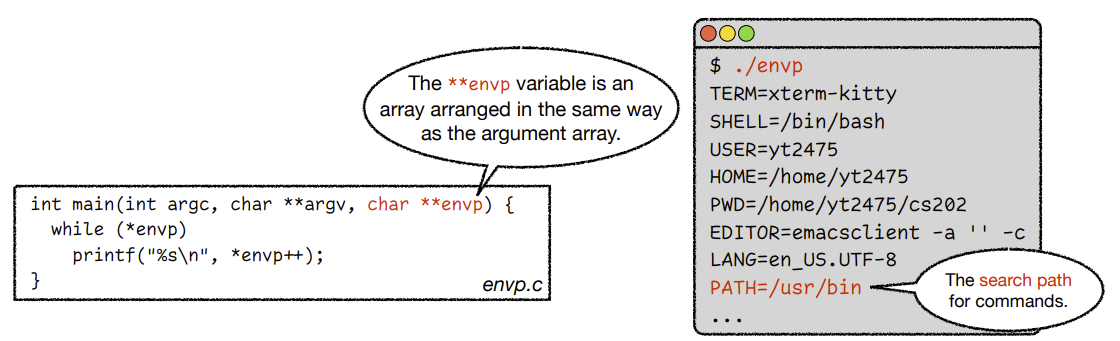 The **envp variable is an
array arranged in the same way
as the argument array.
int main(int argc, char **argv, char **envp) {
while (*envp)
printf("%s\n", *envp++);
}
envp.c
$ ./envp
TERM=xterm-kitty
SHELL=/bin/bash
USER=yt2475
HOME=/home/yt2475
PWD=/home/yt2475/cs202
EDITOR=emacsclient -a '' -c
LANG=en_US.UTF-8
PATH=/usr/bin
...
The search path
for commands.